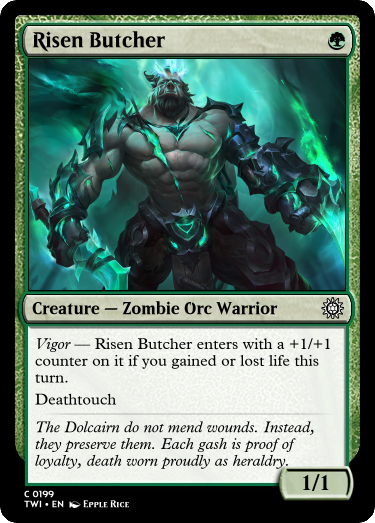 Risen Butcher
Creature — Zombie Orc Warrior
Vigor — Risen Butcher enters with a +1/+1
counter on it if you gained or lost life this
turn.
Deathtouch
The Dolcairn do not mend wounds. Instead,
they preserve them. Each gash is proof of
loyalty, death worn proudly as heraldry.
1/1
C 0199
TWI • EN Epple Rice